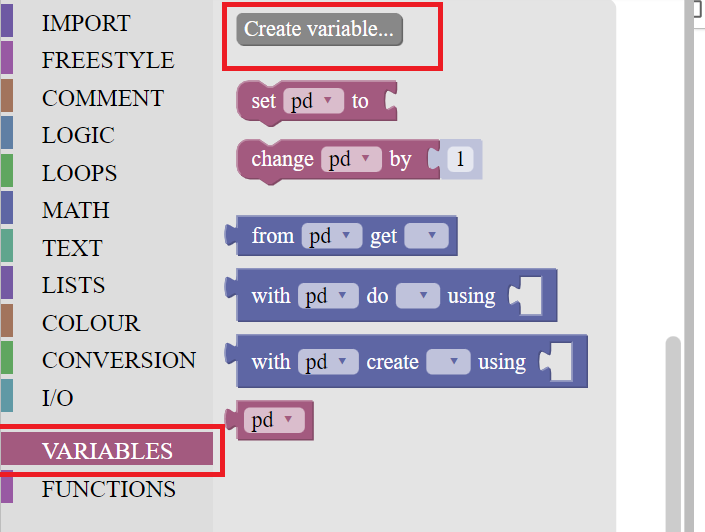 IMPORT
FREESTYLE
COMMENT
LOGIC
LOOPS
MATH
TEXT
LISTS
COLOUR
CONVERSION
I/O
VARIABLES
FUNCTIONS
Create variable...
set pd to
change pd by 1
from pd get
with pd do using
with pd create using
pd